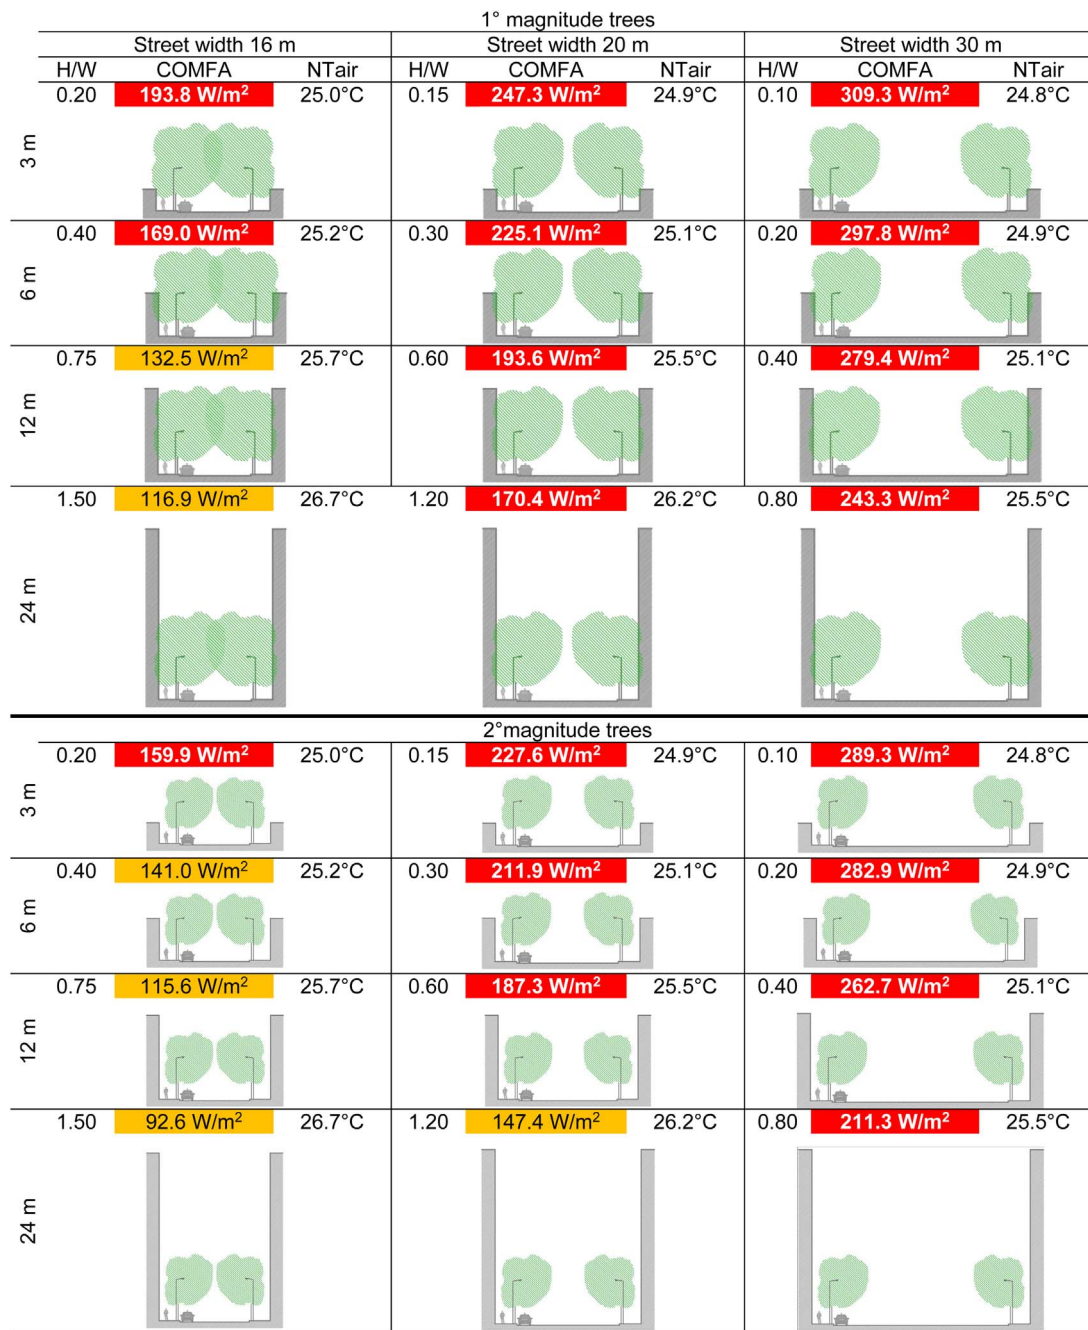 1° magnitude trees
Street width 16 m Street width 20 m Street width 30 m
H/W COMFA NTair H/W COMFA NTair H/W COMFA NTair
0.20 193.8 W/m² 25.0°C 0.15 247.3 W/m² 24.9°C 0.10 309.3 W/m² 24.8°C
3 m
0.40 169.0 W/m² 25.2°C 0.30 225.1 W/m² 25.1°C 0.20 297.8 W/m² 24.9°C
6 m
0.75 132.5 W/m² 25.7°C 0.60 193.6 W/m² 25.5°C 0.40 279.4 W/m² 25.1°C
12 m
1.50 116.9 W/m² 26.7°C 1.20 170.4 W/m² 26.2°C 0.80 243.3 W/m² 25.5°C
24 m
2°magnitude trees
0.20 159.9 W/m² 25.0°C 0.15 227.6 W/m² 24.9°C 0.10 289.3 W/m² 24.8°C
3 m
0.40 141.0 W/m² 25.2°C 0.30 211.9 W/m² 25.1°C 0.20 282.9 W/m² 24.9°C
6 m
0.75 115.6 W/m² 25.7°C 0.60 187.3 W/m² 25.5°C 0.40 262.7 W/m² 25.1°C
12 m
1.50 92.6 W/m² 26.7°C 1.20 147.4 W/m² 26.2°C 0.80 211.3 W/m² 25.5°C
24 m